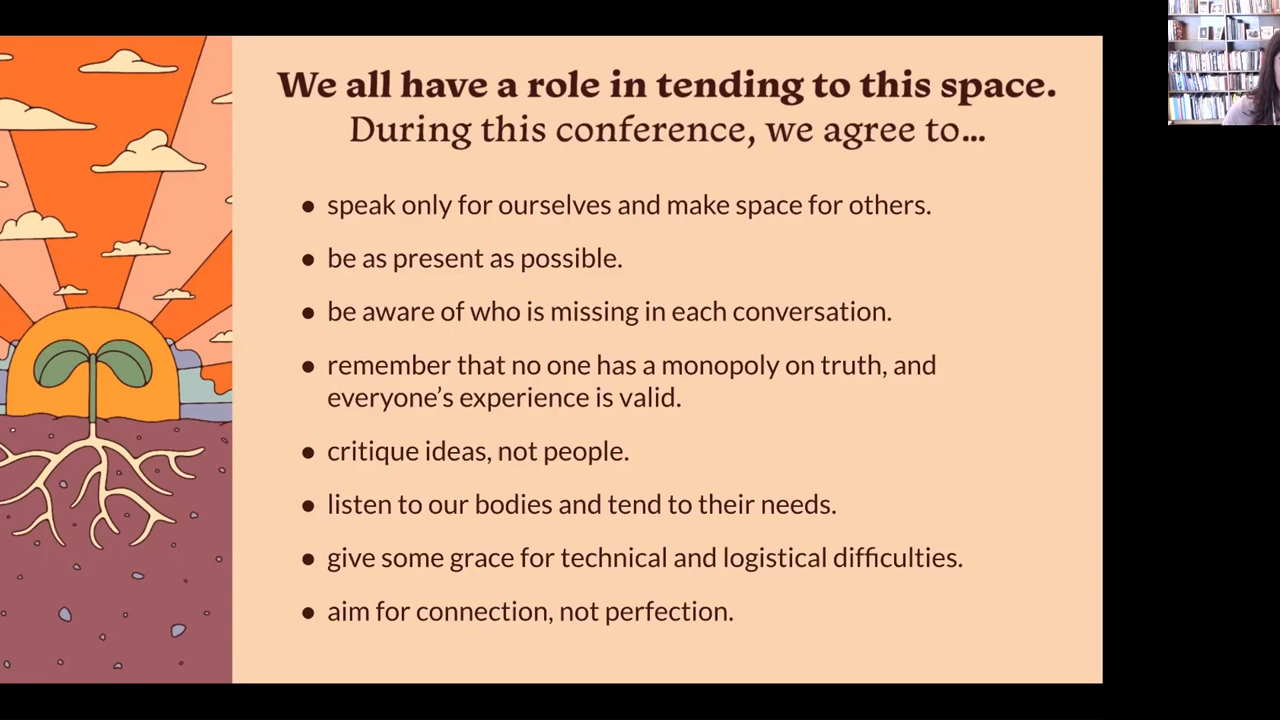 We all have a role in tending to this space.
During this conference, we agree to…
● speak only for ourselves and make space for others.
● be as present as possible.
● be aware of who is missing in each conversation.
● remember that no one has a monopoly on truth, and
everyone’s experience is valid.
● critique ideas, not people.
● listen to our bodies and tend to their needs.
● give some grace for technical and logistical difficulties.
● aim for connection, not perfection.